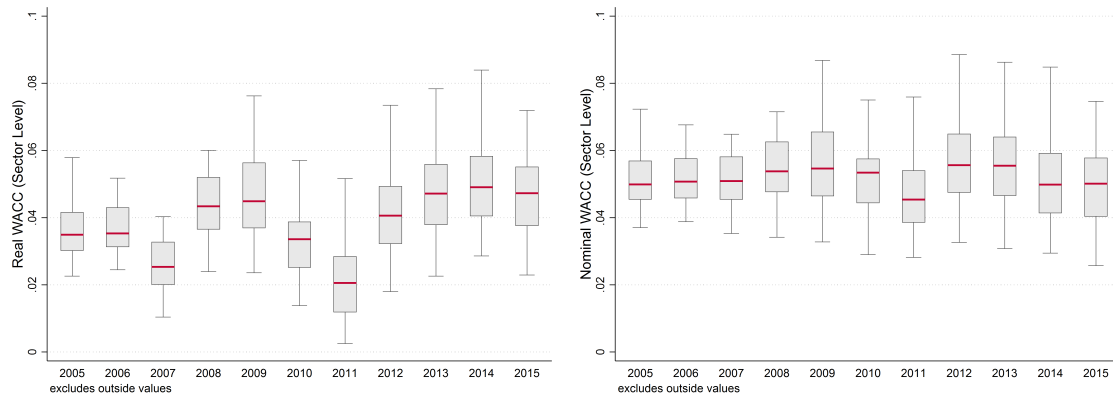 Real WACC (Sector Level)
.1
.08
.06
.04
.02
0
2005 2006 2007 2008 2009 2010 2011 2012 2013 2014 2015
excludes outside values
Nominal WACC (Sector Level)
.1
.08
.06
.04
.02
0
2005 2006 2007 2008 2009 2010 2011 2012 2013 2014 2015
excludes outside values